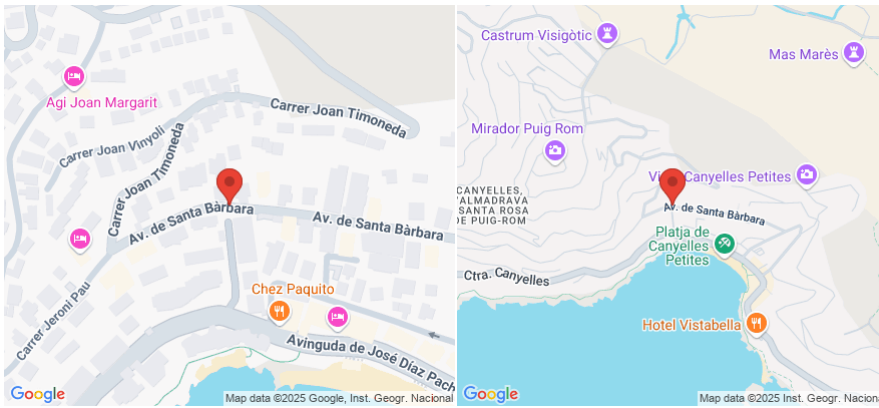 Agi Joan Margarit
Carrer Joan Timoneda
Carrer Joan Vinyoli
Carrer Joan Timoneda
Av. de Santa Bàrbara
Av. de Santa Bàrbara
Carrer Jeroni Pau
Chez Paquito
Avinguda de José Díaz Pach
Google
Map data ©2025 Google, Inst. Geogr. Nacional
Castrum Visigòtic
Mas Marès
Mirador Puig Rom
Canyelles Petites
CANYELLES,
'ALMADRAVA
SANTA ROSA
DE PUIG-ROM
Av. de Santa Bàrbara
Platja de
Canyelles
Petites
Ctra. Canyelles
Hotel Vistabella
Google
Map data ©2025 Inst. Geogr. Nacional